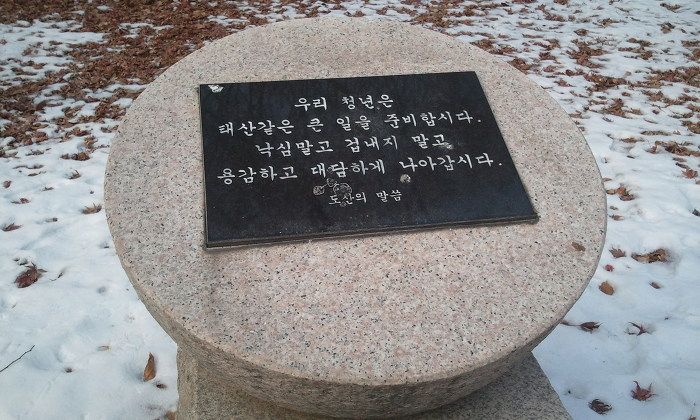 우리 청년은
태산같은 큰 일을 준비합시다.
낙심말고 겁내지 말고
용감하고 대담하게 나아갑시다.
도산의 말씀